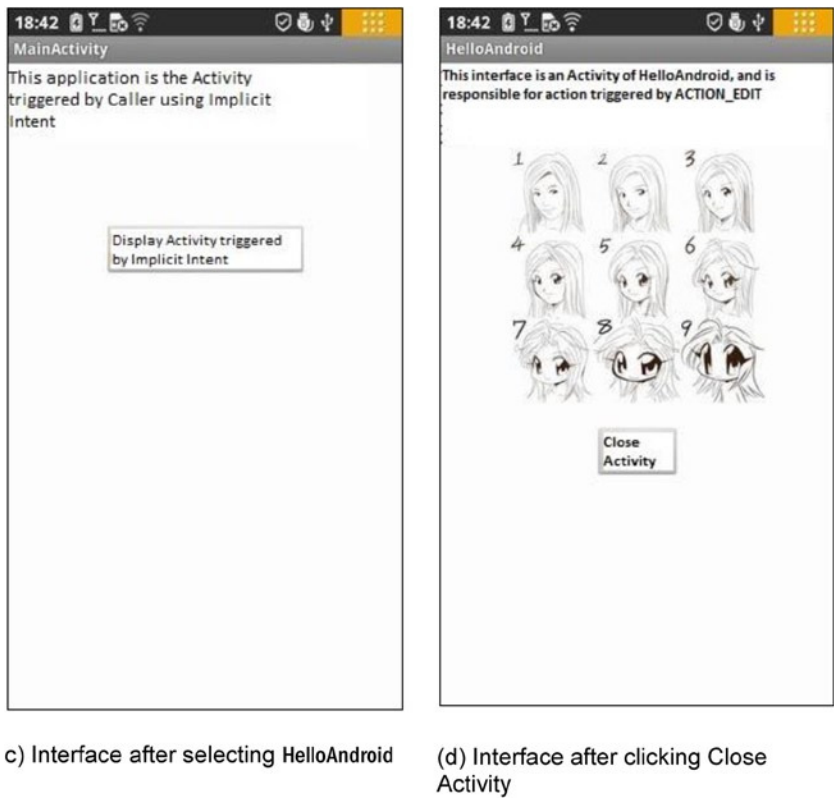 18:42
MainActivity
This application is the Activity
triggered by Caller using Implicit
Intent
Display Activity triggered
by Implicit Intent
c) Interface after selecting HelloAndroid
18:42
HelloAndroid
This interface is an Activity of HelloAndroid, and is
responsible for action triggered by ACTION_EDIT
1 2 3
4 5 6
7 8 9
Close
Activity
(d) Interface after clicking Close
Activity